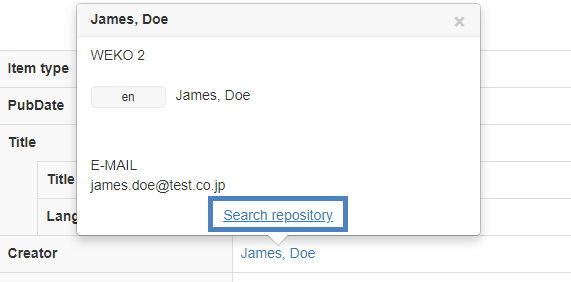 James, Doe ×
WEKO 2
Item type
en James, Doe
PubDate
Title
E-MAIL
Title
james.doe@test.co.jp
Lang
Search repository
Creator James, Doe